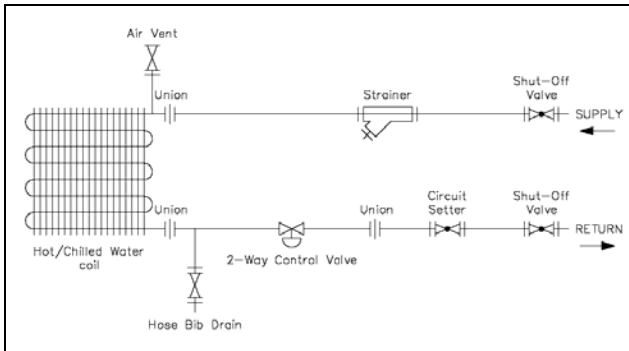 Air Vent
Union
Strainer
Shut-Off
Valve
SUPPLY
Union
Union
Circuit
Setter
Shut-Off
Valve
RETURN
Hot/Chilled Water
coil
2-Way Control Valve
Hose Bib Drain